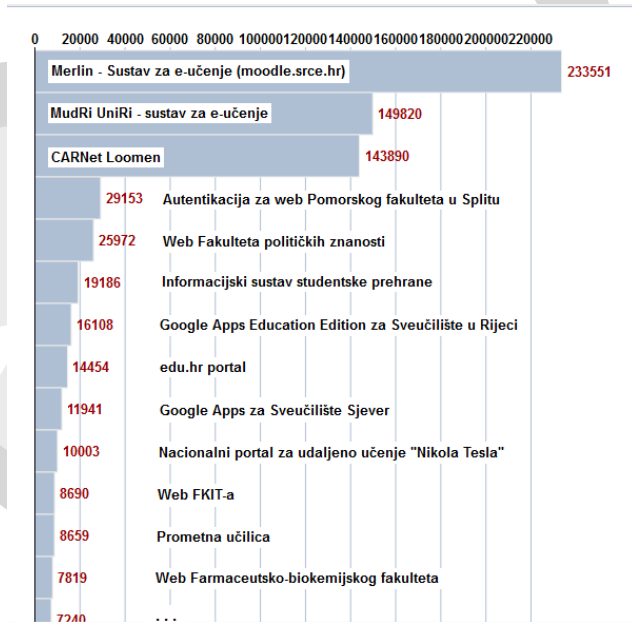 0 20000 40000 60000 80000 100000 120000 140000 160000 180000 200000 220000
Merlin - Sustav za e-učenje (moodle.srce.hr) 233551
MudRi UniRi - sustav za e-učenje 149820
CARNet Loomen 143890
29153 Autentikacija za web Pomorskog fakulteta u Splitu
25972 Web Fakulteta političkih znanosti
19186 Informacijski sustav studentske prehrane
16108 Google Apps Education Edition za Sveučilište u Rijeci
14454 edu.hr portal
11941 Google Apps za Sveučilište Sjever
10003 Nacionalni portal za udaljeno učenje "Nikola Tesla"
8690 Web FKIT-a
8659 Prometna učilica
7819 Web Farmaceutsko-biokemijskog fakulteta
7240 . . .